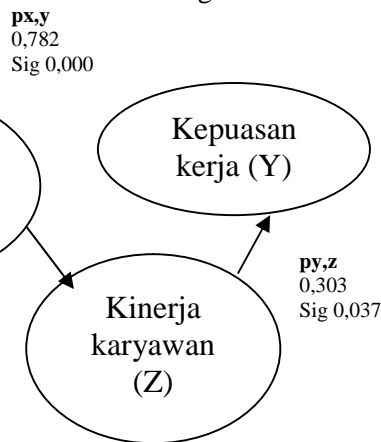 px,y
0,782
Sig 0,000
Kepuasan
kerja (Y)
py,z
0,303
Sig 0,037
Kinerja
karyawan
(Z)